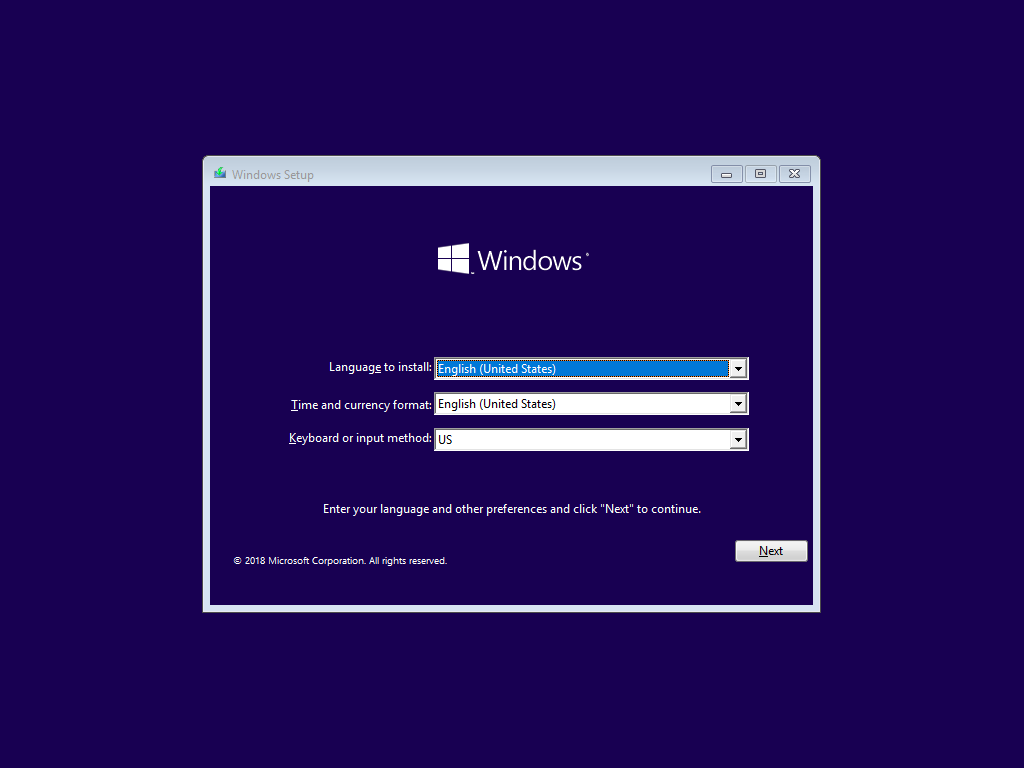 Windows Setup
Windows
Language to install: English (United States)
Time and currency format: English (United States)
Keyboard or input method: US
Enter your language and other preferences and click "Next" to continue.
Next
© 2018 Microsoft Corporation. All rights reserved.